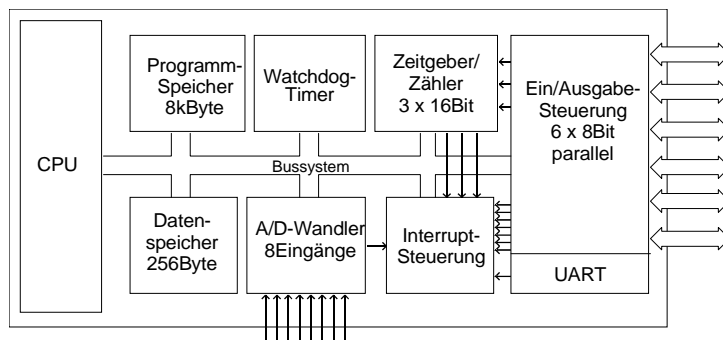 CPU
Programm-
Speicher
8kByte
Watchdog-
Timer
Zeitgeber/
Zähler
3 x 16Bit
Ein/Ausgabe-
Steuerung
6 x 8Bit
parallel
Bussystem
Daten-
speicher
256Byte
A/D-Wandler
8Eingänge
Interrupt-
Steuerung
UART